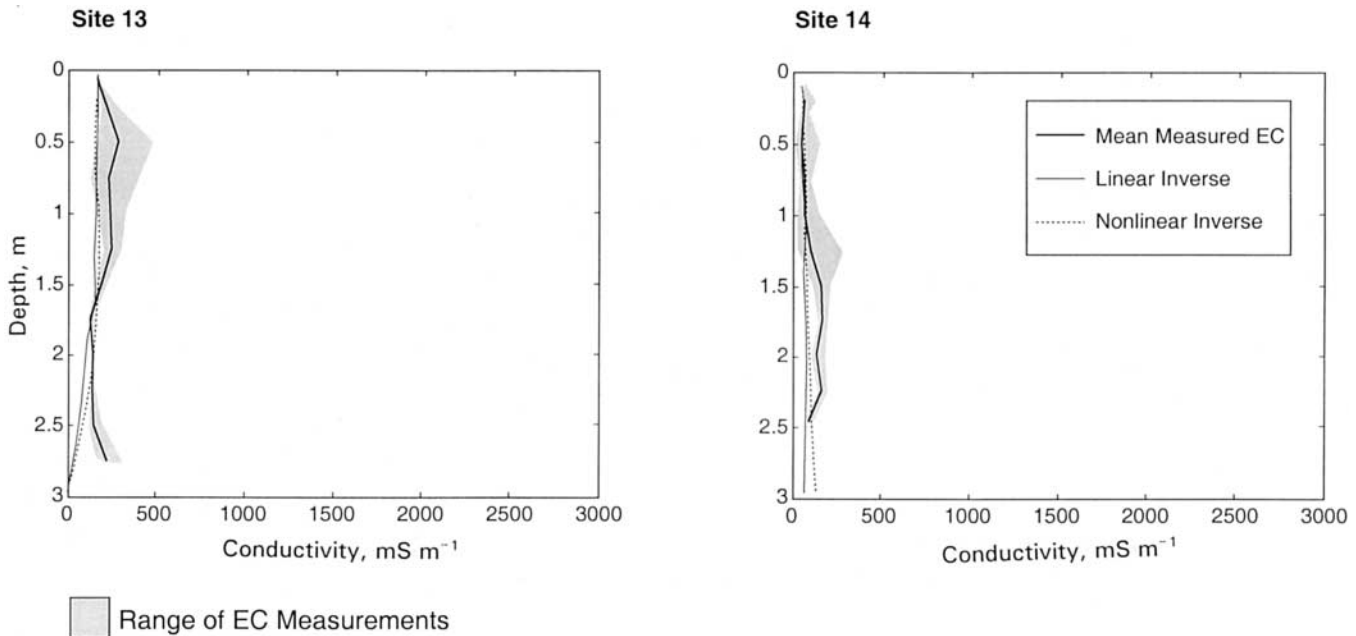 Site 13
0
0.5
1
1.5
2
2.5
3
Depth, m
0 500 1000 1500 2000 2500 3000
Conductivity, mS m⁻¹
Range of EC Measurements
Site 14
0
0.5
1
1.5
2
2.5
3
0 500 1000 1500 2000 2500 3000
Conductivity, mS m⁻¹
Mean Measured EC
Linear Inverse
Nonlinear Inverse